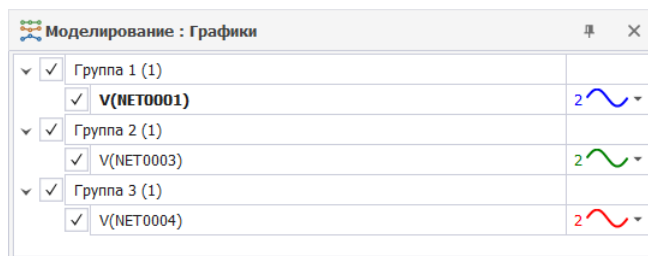 Моделирование : Графики
Группа 1 (1)
V(NET0001) 2
Группа 2 (1)
V(NET0003) 2
Группа 3 (1)
V(NET0004) 2